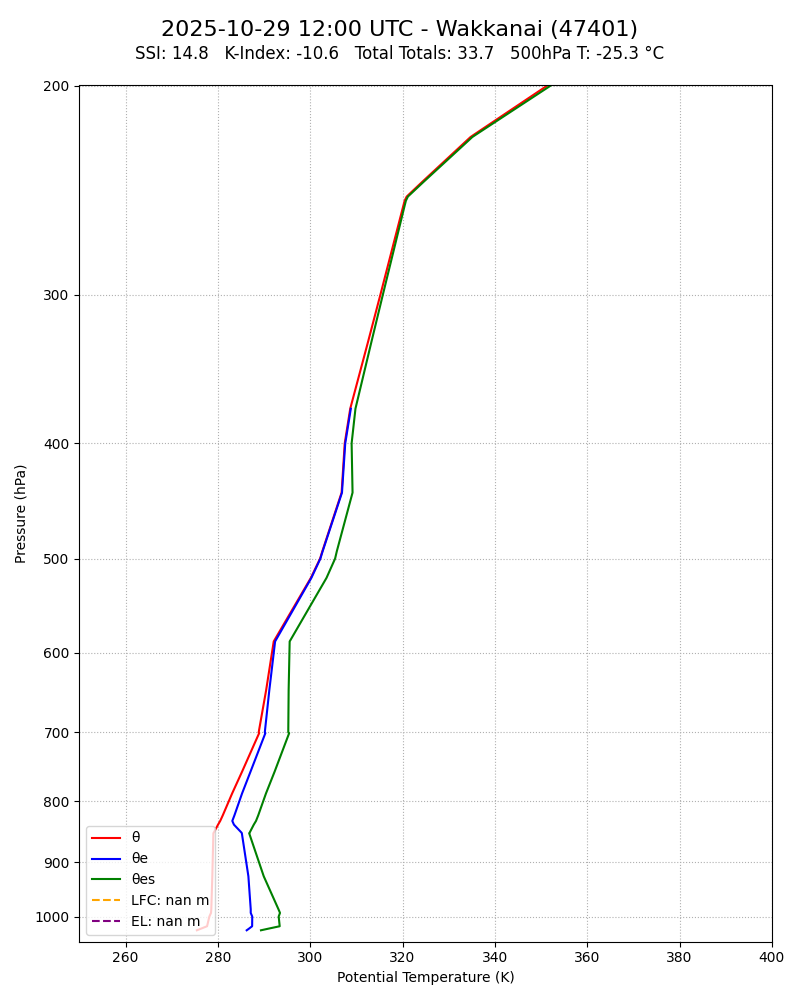 2025-10-29 12:00 UTC - Wakkanai (47401)
SSI: 14.8   K-Index: -10.6   Total Totals: 33.7   500hPa T: -25.3 °C
200
300
400
500
600
700
800
900
1000
Pressure (hPa)
θ
θe
θes
LFC: nan m
EL: nan m
260
280
300
320
340
360
380
400
Potential Temperature (K)